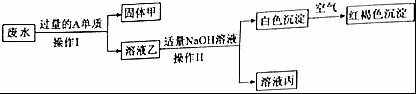 废水
过量的A单质
操作I
固体甲
溶液乙
适量NaOH溶液
操作II
白色沉淀
空气
红褐色沉淀
溶液丙